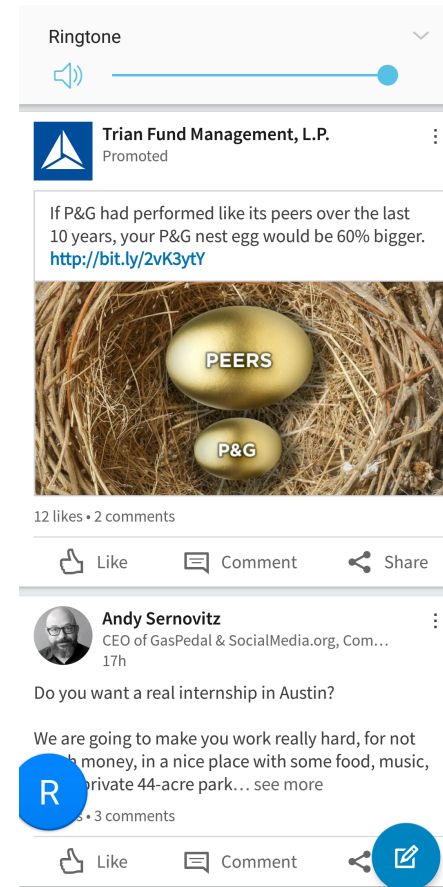 Ringtone
Trian Fund Management, L.P.
Promoted
If P&G had performed like its peers over the last
10 years, your P&G nest egg would be 60% bigger.
http://bit.ly/2vK3ytY
PEERS
P&G
12 likes • 2 comments
Like Comment Share
Andy Sernovitz
CEO of GasPedal & SocialMedia.org, Com…
17h
Do you want a real internship in Austin?
We are going to make you work really hard, for not
money, in a nice place with some food, music,
private 44-acre park… see more
R
• 3 comments
Like Comment